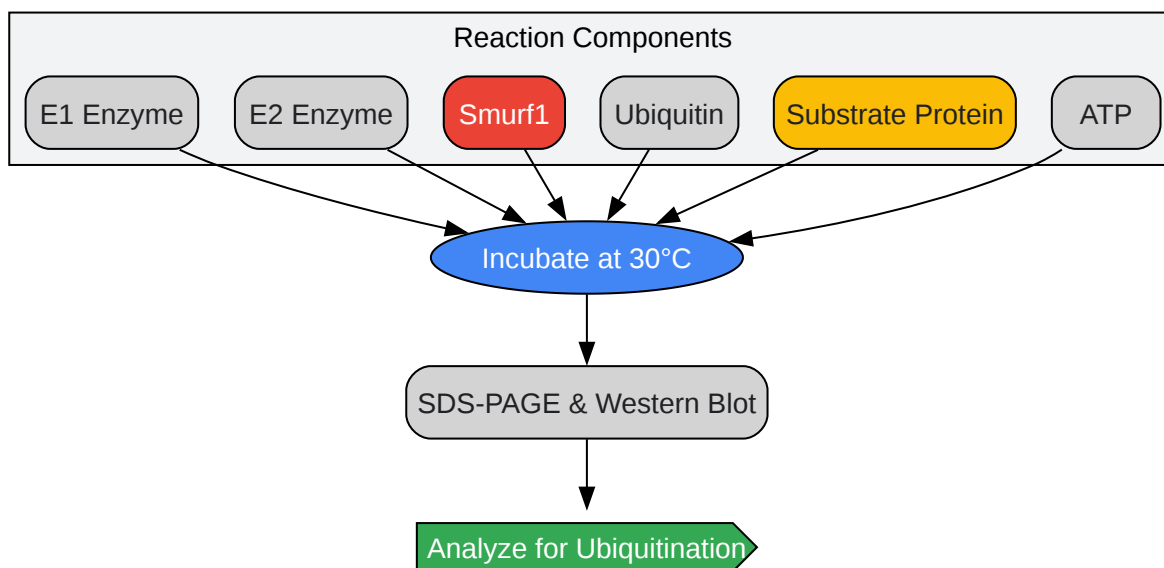 Reaction Components
E1 Enzyme
E2 Enzyme
Smurf1
Ubiquitin
Substrate Protein
ATP
Incubate at 30°C
SDS-PAGE & Western Blot
Analyze for Ubiquitination